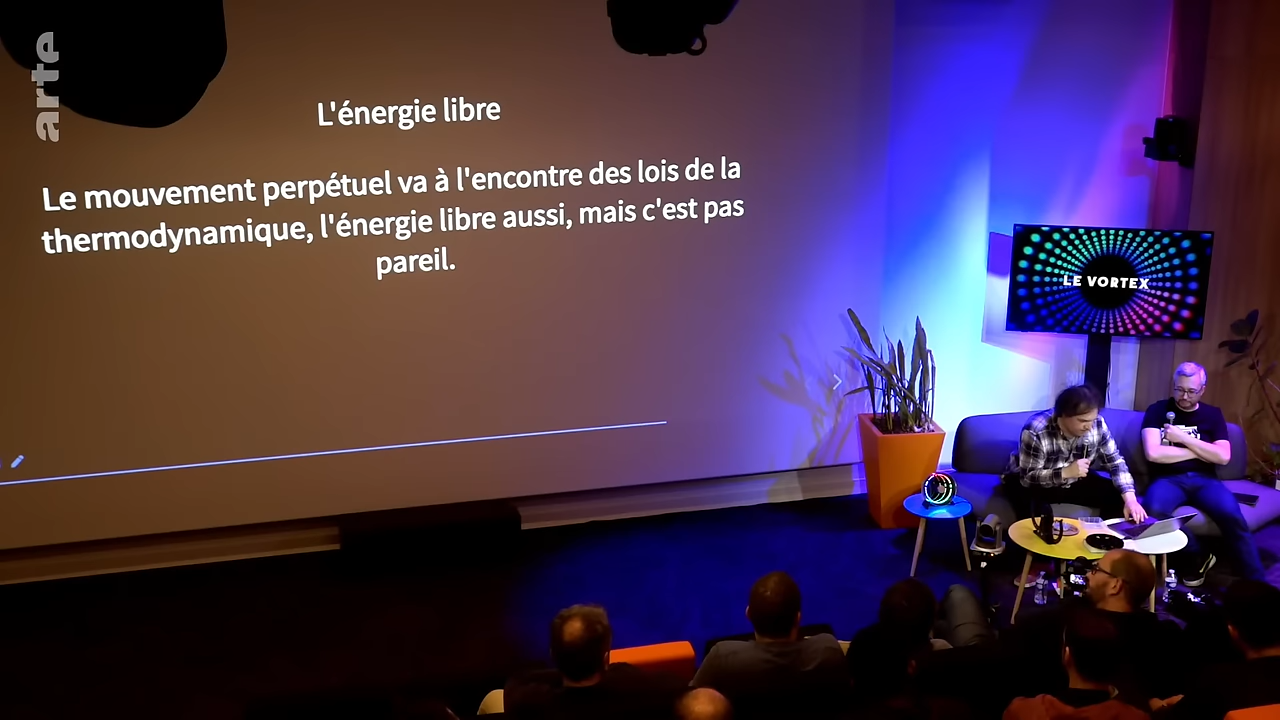 arte
L'énergie libre
Le mouvement perpétuel va à l'encontre des lois de la
thermodynamique, l'énergie libre aussi, mais c'est pas
pareil.
LE VORTEX